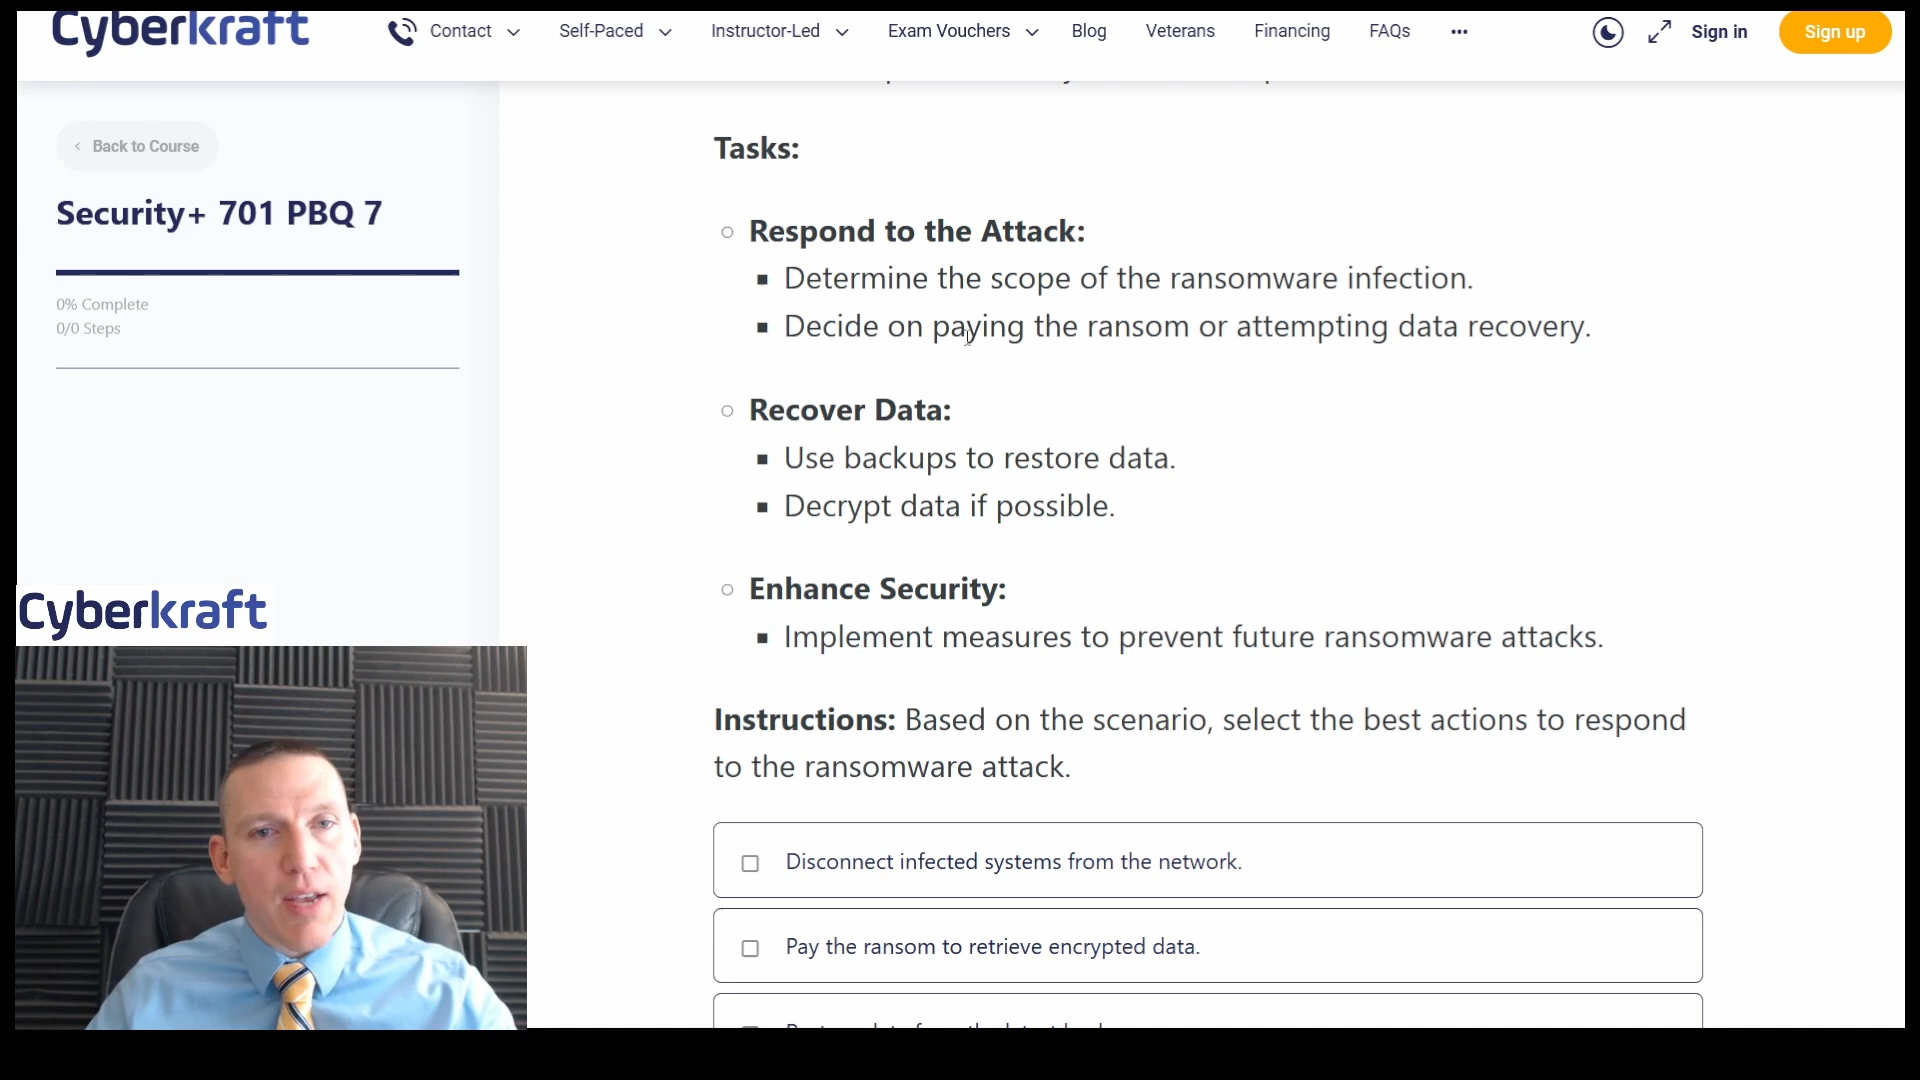 Cyberkraft
Contact
Self-Paced
Instructor-Led
Exam Vouchers
Blog
Veterans
Financing
FAQs
•••
Sign in
Sign up
Back to Course
Security+ 701 PBQ 7
0% Complete
0/0 Steps
Tasks:
Respond to the Attack:
Determine the scope of the ransomware infection.
Decide on paying the ransom or attempting data recovery.
Recover Data:
Use backups to restore data.
Decrypt data if possible.
Enhance Security:
Implement measures to prevent future ransomware attacks.
Instructions: Based on the scenario, select the best actions to respond
to the ransomware attack.
Disconnect infected systems from the network.
Pay the ransom to retrieve encrypted data.
Cyberkraft